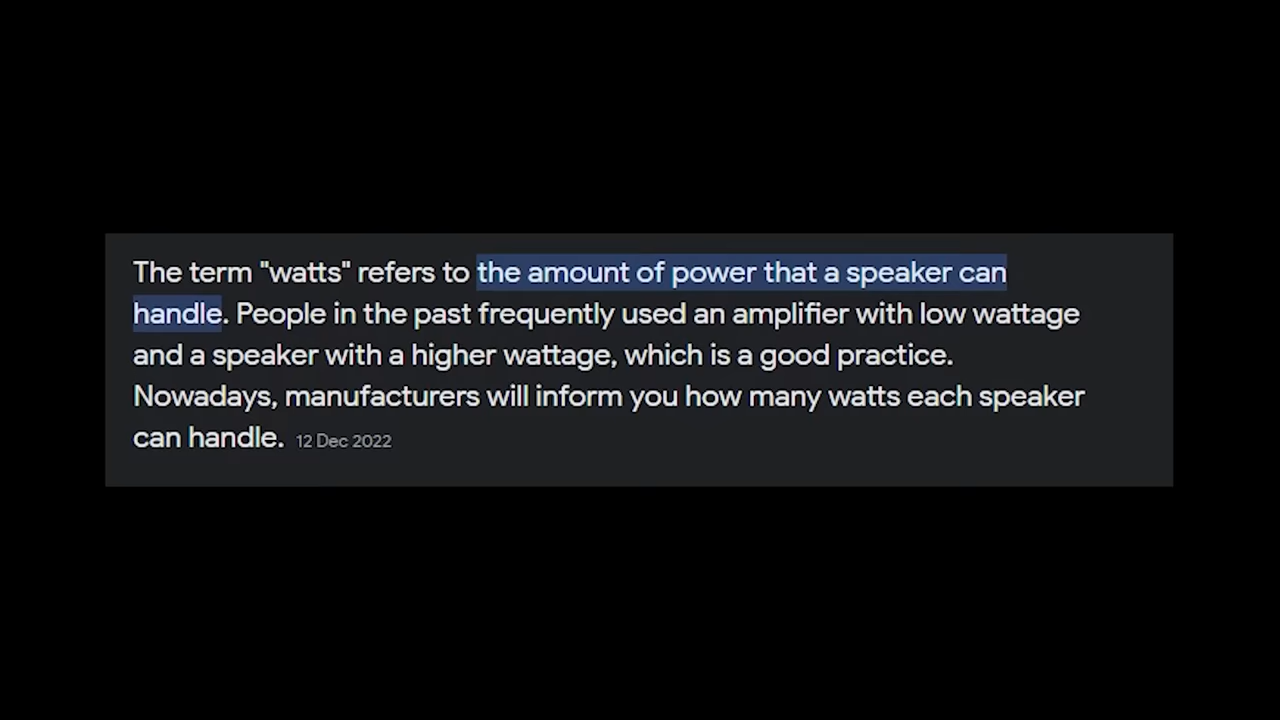 The term "watts" refers to the amount of power that a speaker can
handle. People in the past frequently used an amplifier with low wattage
and a speaker with a higher wattage, which is a good practice.
Nowadays, manufacturers will inform you how many watts each speaker
can handle. 12 Dec 2022